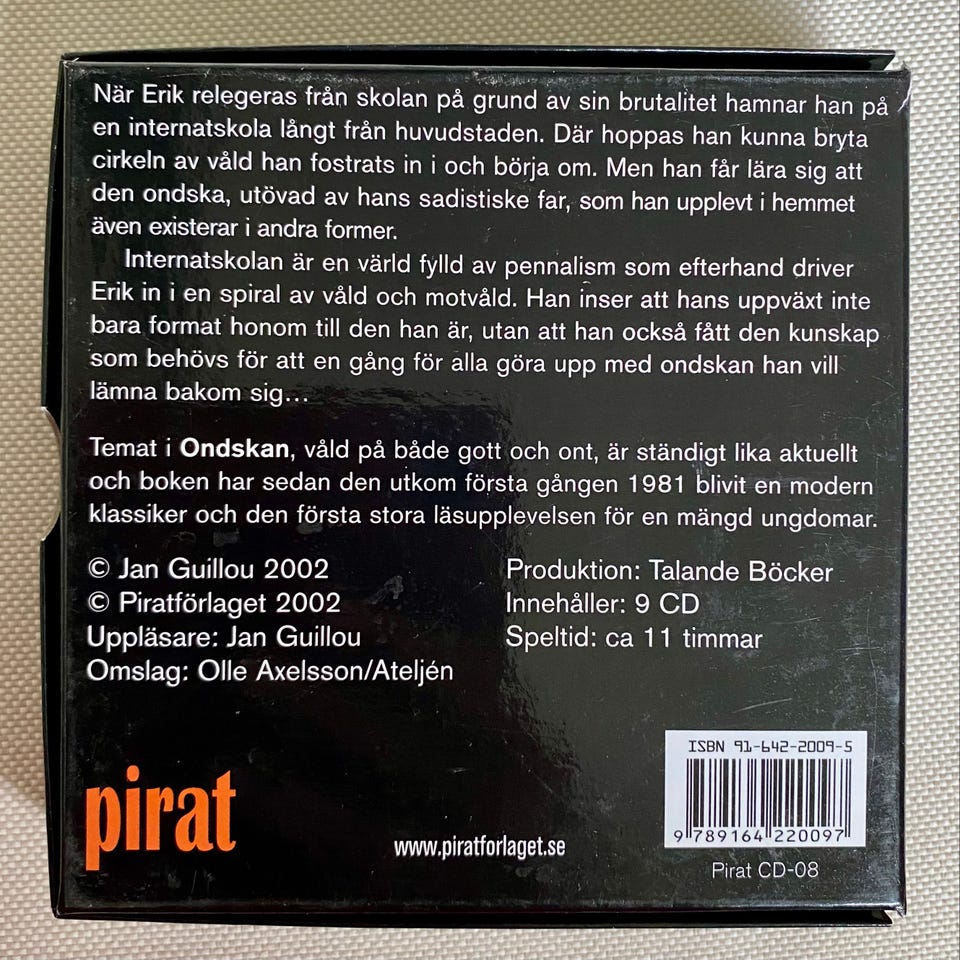 När Erik relegeras från skolan på grund av sin brutalitet hamnar han på
en internatskola långt från huvudstaden. Där hoppas han kunna bryta
cirkeln av våld han fostrats in i och börja om. Men han får lära sig att
den ondska, utövad av hans sadistiske far, som han upplevt i hemmet
även existerar i andra former.
Internatskolan är en värld fylld av pennalism som efterhand driver
Erik in i en spiral av våld och motvåld. Han inser att hans uppväxt inte
bara format honom till den han är, utan att han också fått den kunskap
som behövs för att en gång för alla göra upp med ondskan han vill
lämna bakom sig...
Temat i Ondskan, våld på både gott och ont, är ständigt lika aktuellt
och boken har sedan den utkom första gången 1981 blivit en modern
klassiker och den första stora läsupplevelsen för en mängd ungdomar.
© Jan Guillou 2002
© Piratförlaget 2002
Uppläsare: Jan Guillou
Omslag: Olle Axelsson/Ateljén
Produktion: Talande Böcker
Innehåller: 9 CD
Speltid: ca 11 timmar
pirat
www.piratforlaget.se
ISBN 91-642-2009-5
9 789164 220097
Pirat CD-08